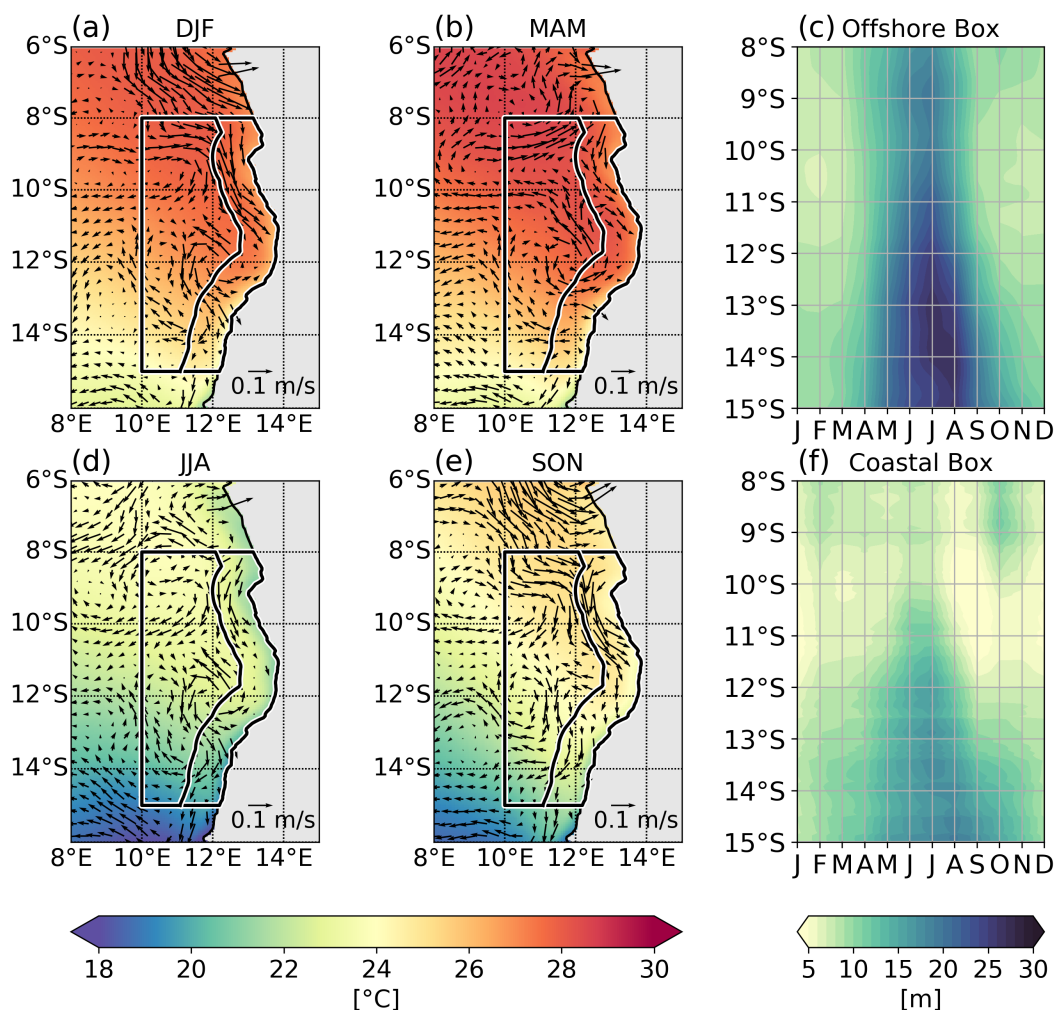 (a) DJF
(b) MAM
(c) Offshore Box
6°S
8°S
10°S
12°S
14°S
0.1 m/s
8°E 10°E 12°E 14°E
6°S
8°S
10°S
12°S
14°S
0.1 m/s
8°E 10°E 12°E 14°E
8°S
9°S
10°S
11°S
12°S
13°S
14°S
15°S
J F M A M J J A S O N D
(d) JJA
(e) SON
(f) Coastal Box
6°S
8°S
10°S
12°S
14°S
0.1 m/s
8°E 10°E 12°E 14°E
6°S
8°S
10°S
12°S
14°S
0.1 m/s
8°E 10°E 12°E 14°E
8°S
9°S
10°S
11°S
12°S
13°S
14°S
15°S
J F M A M J J A S O N D
18 20 22 24 26 28 30
[°C]
5 10 15 20 25 30
[m]